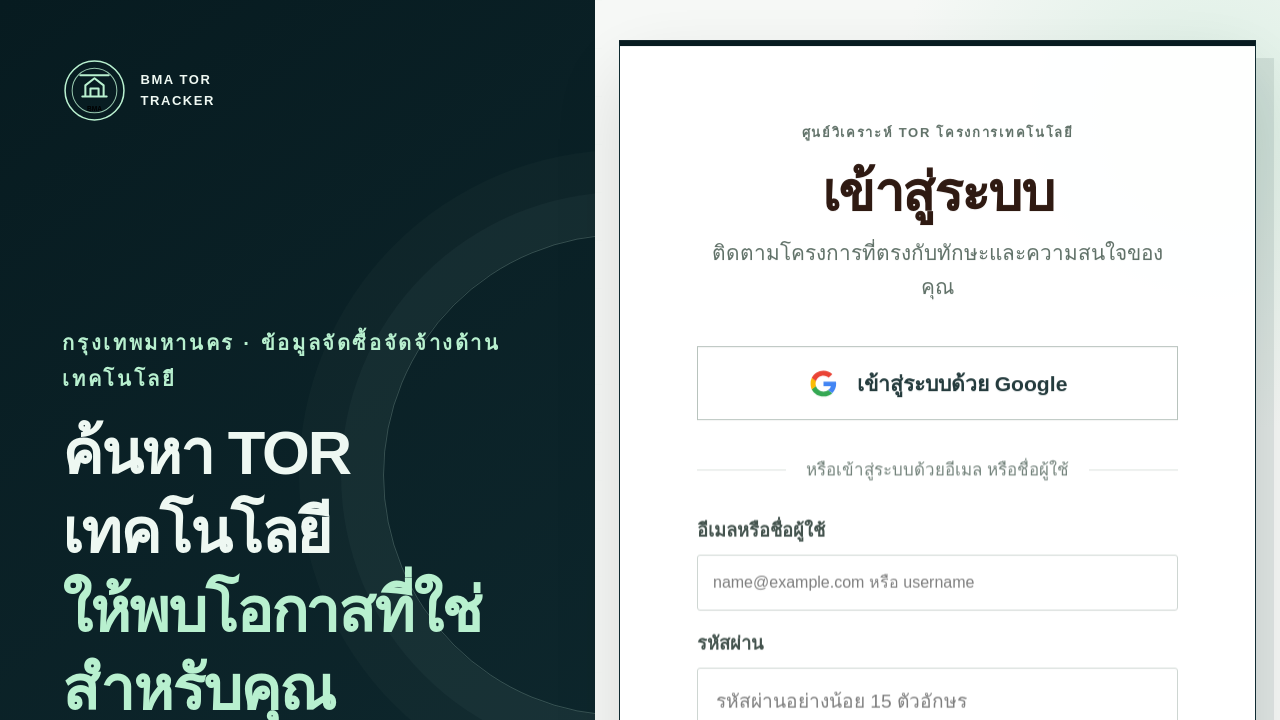 BMA TOR
TRACKER
กรุงเทพมหานคร · ข้อมูลจัดซื้อจัดจ้างด้าน
เทคโนโลยี
ค้นหา TOR
เทคโนโลยี
ให้พบโอกาสที่ใช่
สำหรับคุณ
ศูนย์วิเคราะห์ TOR โครงการเทคโนโลยี
เข้าสู่ระบบ
ติดตามโครงการที่ตรงกับทักษะและความสนใจของ
คุณ
เข้าสู่ระบบด้วย Google
หรือเข้าสู่ระบบด้วยอีเมล หรือชื่อผู้ใช้
อีเมลหรือชื่อผู้ใช้
name@example.com หรือ username
รหัสผ่าน
รหัสผ่านอย่างน้อย 15 ตัวอักษร